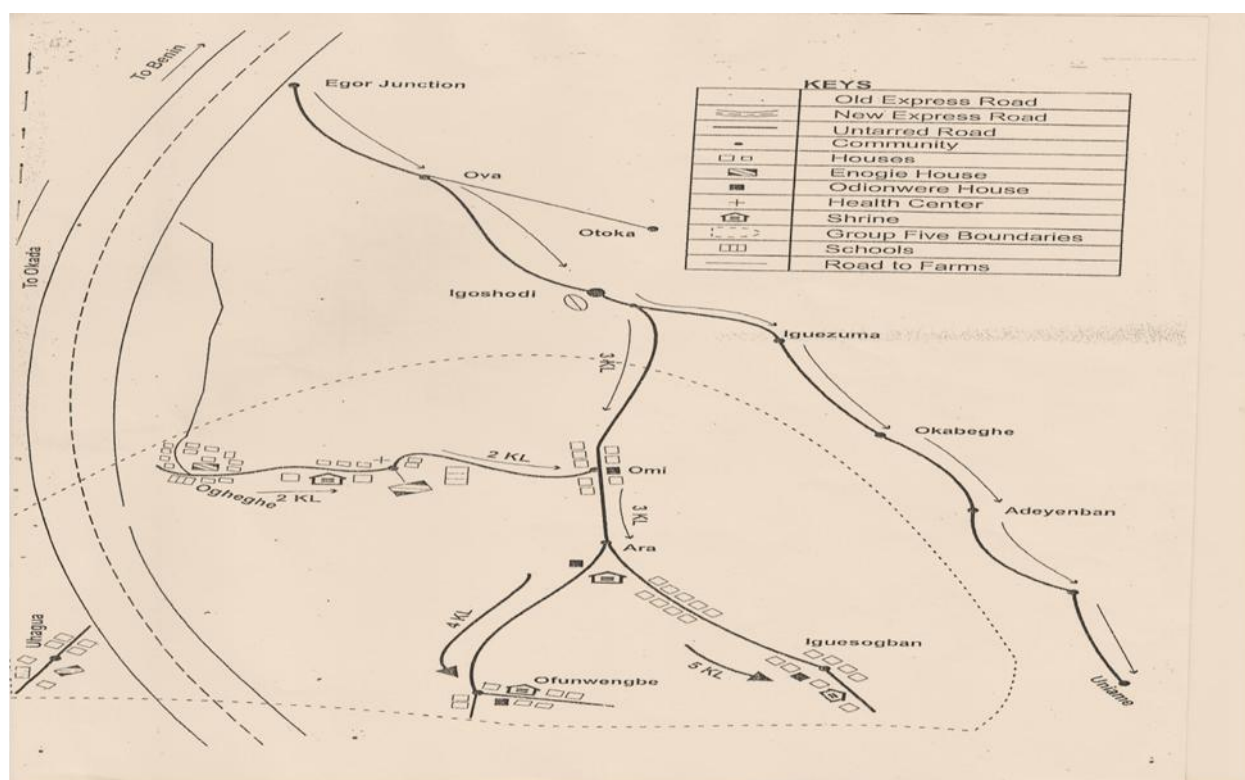 To Benin
Egor Junction
KEYS
Old Express Road
New Express Road
Untarred Road
Community
Houses
Enogie House
Odionwere House
Health Center
Shrine
Group Five Boundaries
Schools
Road to Farms
Ova
Otoka
To Okada
Igoshodi
Iguezuma
3 KL
Okabeghe
2 KL
Omi
Ogheghe
2 KL
3 KL
Adeyenban
Ara
4 KL
Uhagua
Iguesogban
5 KL
Ofunwengbe
Uniame